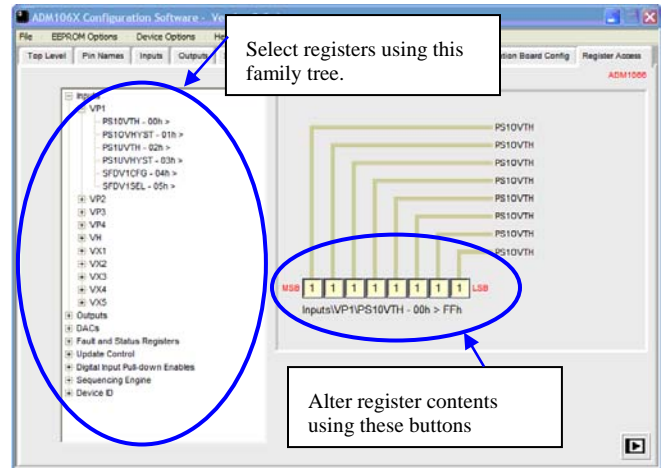 ADM106X Configuration Software - Ve
File EEPROM Options Device Options He
Top Level Pin Names Inputs Outputs
tion Board Config Register Access
ADM1066
Select registers using this
family tree.
Inputs
VP1
PS1OVTH - 00h >
PS1OVHYST - 01h >
PS1UVTH - 02h >
PS1UVHYST - 03h >
SFDV1CFG - 04h >
SFDV1SEL - 05h >
VP2
VP3
VP4
VH
VX1
VX2
VX3
VX4
VX5
Outputs
DACs
Fault and Status Registers
Update Control
Digital Input Pull-down Enables
Sequencing Engine
Device ID
PS1OVTH
PS1OVTH
PS1OVTH
PS1OVTH
PS1OVTH
PS1OVTH
PS1OVTH
PS1OVTH
MSB 1 1 1 1 1 1 1 1 LSB
Inputs\VP1\PS1OVTH - 00h > FFh
Alter register contents
using these buttons